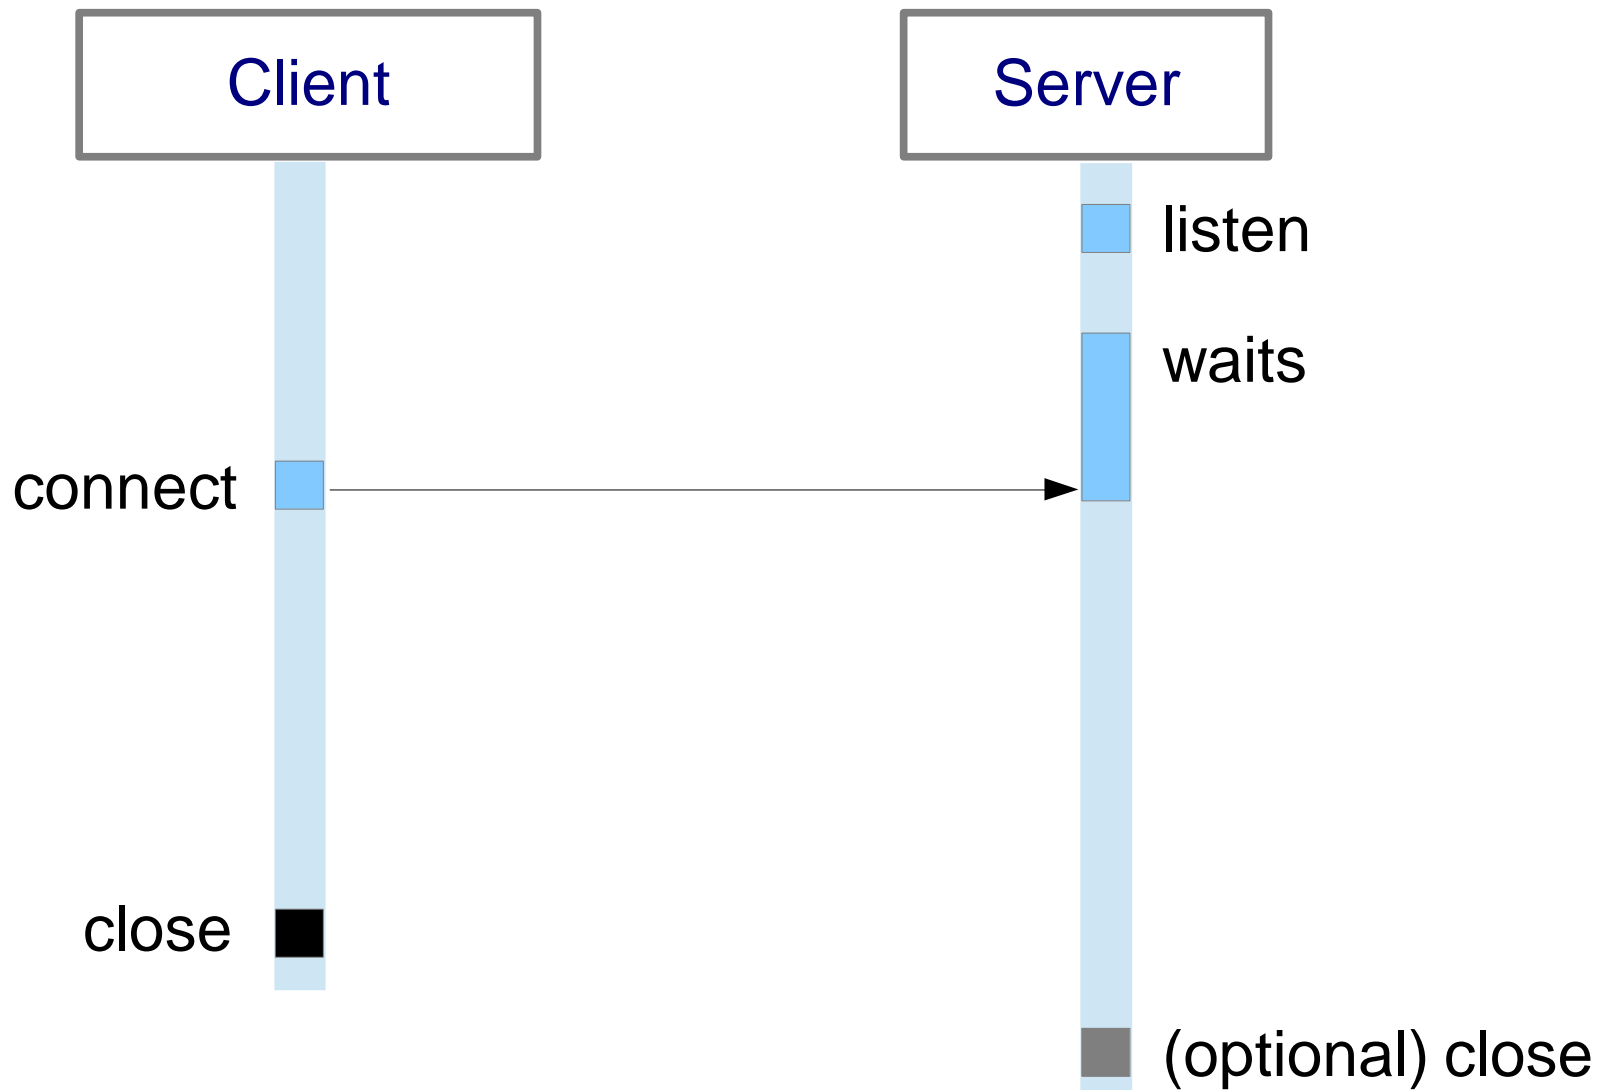 Client
Server
listen
waits
connect
close
(optional) close